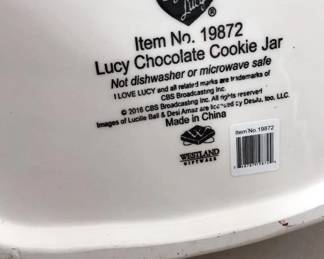 Lucy
®
Item No. 19872
Lucy Chocolate Cookie Jar
Not dishwasher or microwave safe
I LOVE LUCY and all related marks are trademarks of
CBS Broadcasting Inc.
© 2016 CBS Broadcasting Inc. All rights reserved
Images of Lucille Ball & Desi Arnaz are licensed by Desilu, too, LLC.
Made in China
WESTLAND
GIFTWARE
Item No. 19872